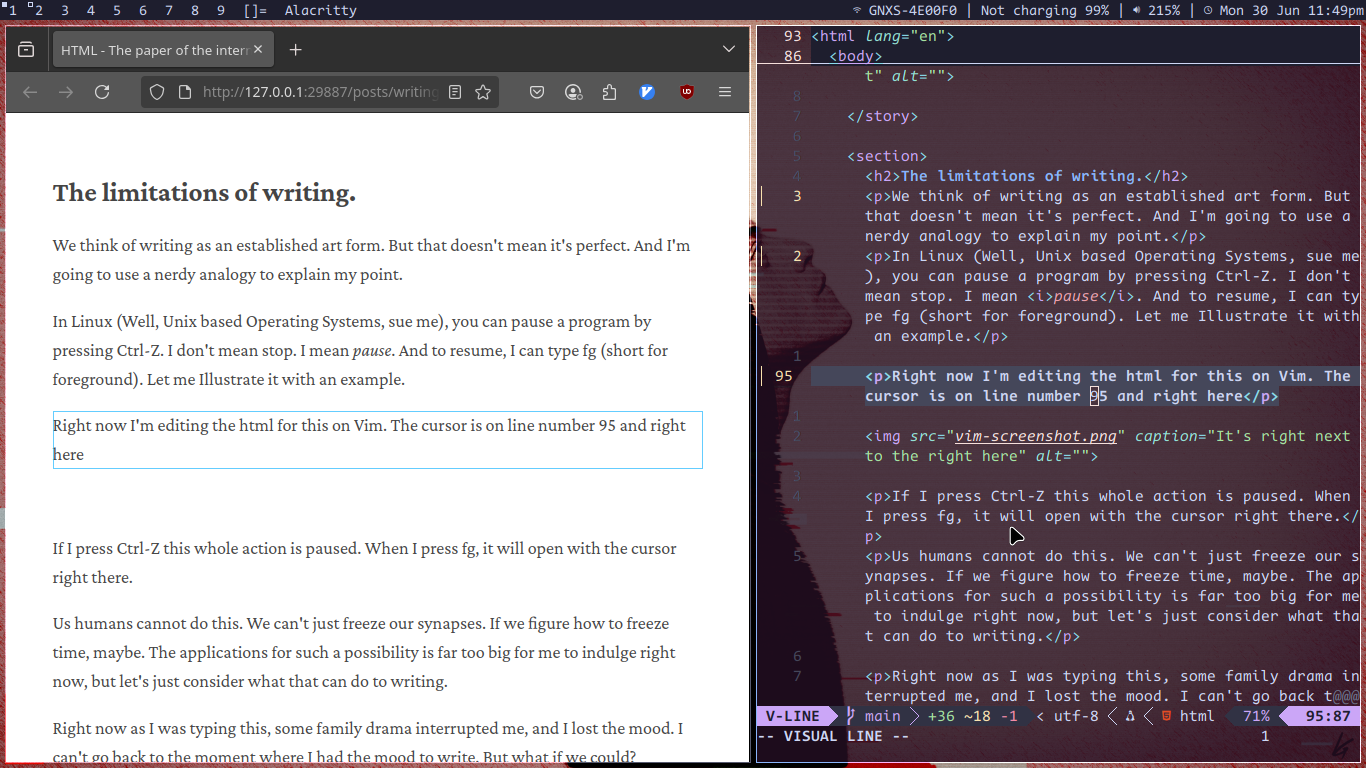 1 2 3 4 5 6 7 8 9 []= Alacritty
GNXS-4E00F0 | Not charging 99% | 215% | Mon 30 Jun 11:49pm
HTML - The paper of the inter
http://127.0.0.1:29887/posts/writing
The limitations of writing.
We think of writing as an established art form. But that doesn't mean it's perfect. And I'm
going to use a nerdy analogy to explain my point.
In Linux (Well, Unix based Operating Systems, sue me), you can pause a program by
pressing Ctrl-Z. I don't mean stop. I mean pause. And to resume, I can type fg (short for
foreground). Let me Illustrate it with an example.
Right now I'm editing the html for this on Vim. The cursor is on line number 95 and right
here
If I press Ctrl-Z this whole action is paused. When I press fg, it will open with the cursor
right there.
Us humans cannot do this. We can't just freeze our synapses. If we figure how to freeze
time, maybe. The applications for such a possibility is far too big for me to indulge right
now, but let's just consider what that can do to writing.
Right now as I was typing this, some family drama interrupted me, and I lost the mood. I
can't go back to the moment where I had the mood to write. But what if we could?
93 <html lang="en">
86 <body>
t" alt="">
8
7 </story>
6
5 <section>
4 <h2>The limitations of writing.</h2>
3 <p>We think of writing as an established art form. But
that doesn't mean it's perfect. And I'm going to use a
nerdy analogy to explain my point.</p>
2 <p>In Linux (Well, Unix based Operating Systems, sue me
), you can pause a program by pressing Ctrl-Z. I don't
mean stop. I mean <i>pause</i>. And to resume, I can ty
pe fg (short for foreground). Let me Illustrate it with
an example.</p>
1
95 <p>Right now I'm editing the html for this on Vim. The
cursor is on line number 95 and right here</p>
1
2 <img src="vim-screenshot.png" caption="It's right next
to the right here" alt="">
3
4 <p>If I press Ctrl-Z this whole action is paused. When
I press fg, it will open with the cursor right there.</
p>
5 <p>Us humans cannot do this. We can't just freeze our s
ynapses. If we figure how to freeze time, maybe. The ap
plications for such a possibility is far too big for me
to indulge right now, but let's just consider what tha
t can do to writing.</p>
6
7 <p>Right now as I was typing this, some family drama in
terrupted me, and I lost the mood. I can't go back t@@@
V-LINE main +36 ~18 -1 < utf-8 < < html 71% 95:87
-- VISUAL LINE -- 1